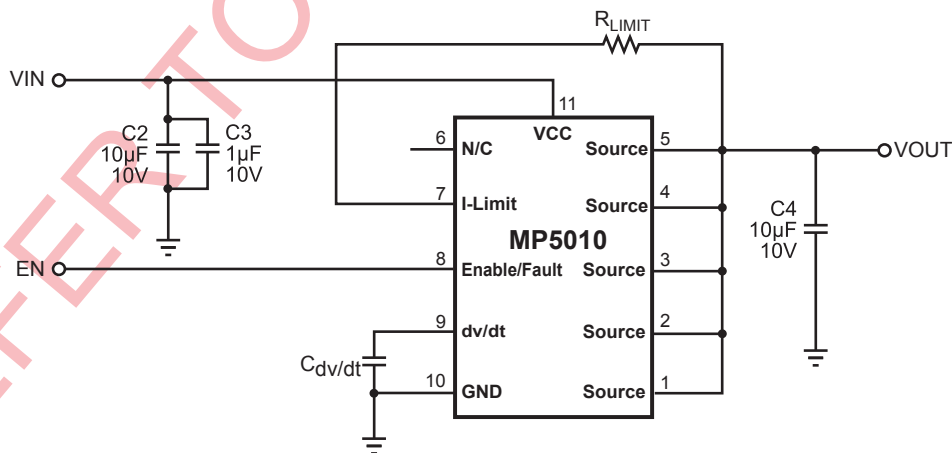 RLIMIT
VIN
11
VCC
C2
10µF
10V
C3
1µF
10V
6
N/C
Source
5
VOUT
7
I-Limit
Source
4
MP5010
C4
10µF
10V
EN
8
Enable/Fault
Source
3
9
dv/dt
Source
2
Cdv/dt
10
GND
Source
1